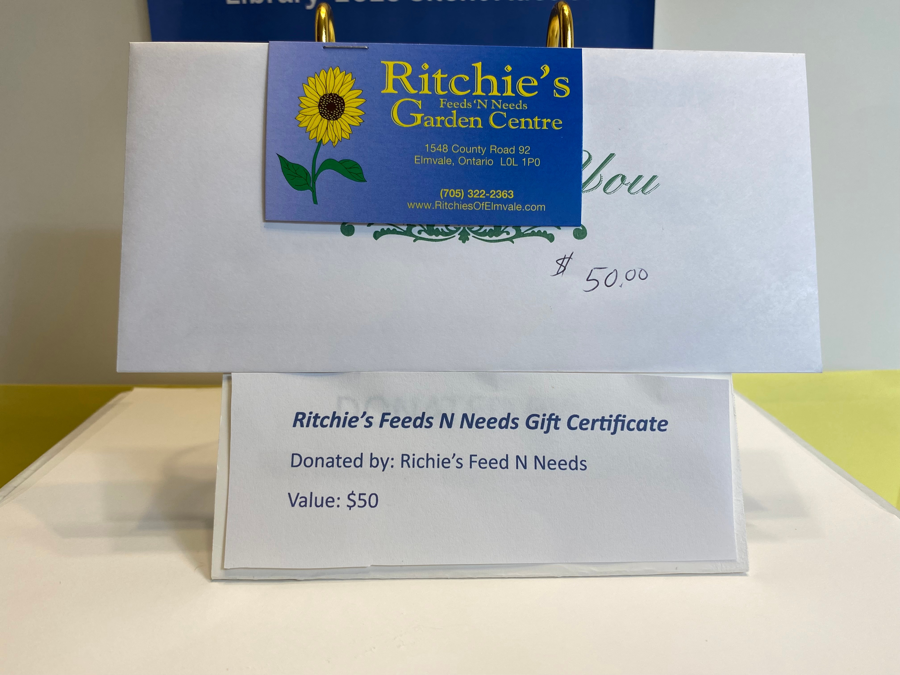 Ritchie's
Feeds 'N Needs
Garden Centre
1548 County Road 92
Elmvale, Ontario L0L 1P0
(705) 322-2363
www.RitchiesOfElmvale.com
You
$ 50.00
Ritchie's Feeds N Needs Gift Certificate
Donated by: Richie's Feed N Needs
Value: $50